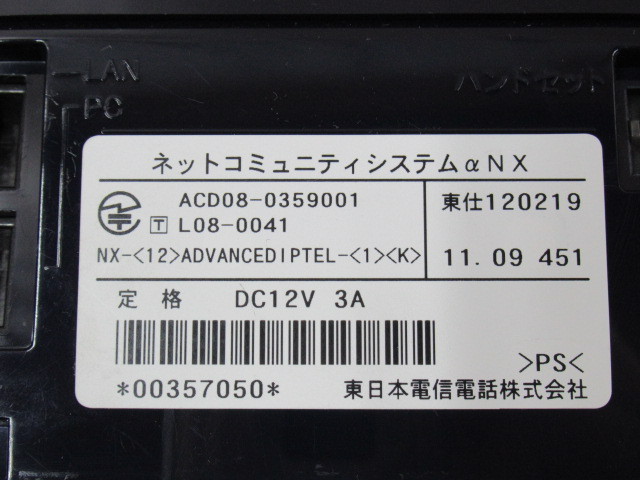 LAN
PC
ハンドセット
ネットコミュニティシステムαNX
ACD08-0359001
T L08-0041
NX-<12>ADVANCEDIPTEL-<1><K>
東仕120219
11. 09 451
定 格 DC12V 3A
*00357050*
>PS<
東日本電信電話株式会社